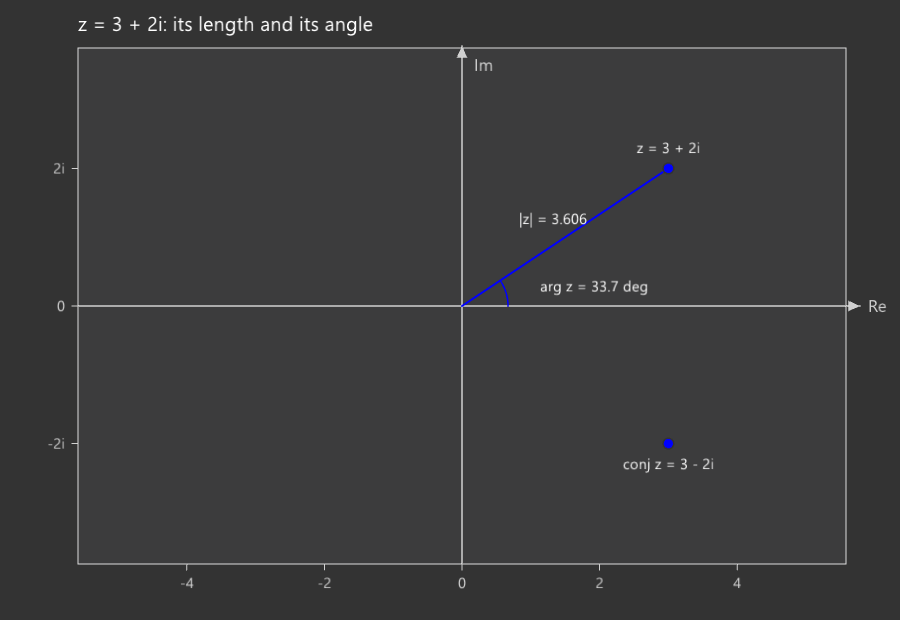 z = 3 + 2i: its length and its angle
Im
z = 3 + 2i
2i
|z| = 3.606
arg z = 33.7 deg
0
Re
-2i
conj z = 3 - 2i
-4
-2
0
2
4